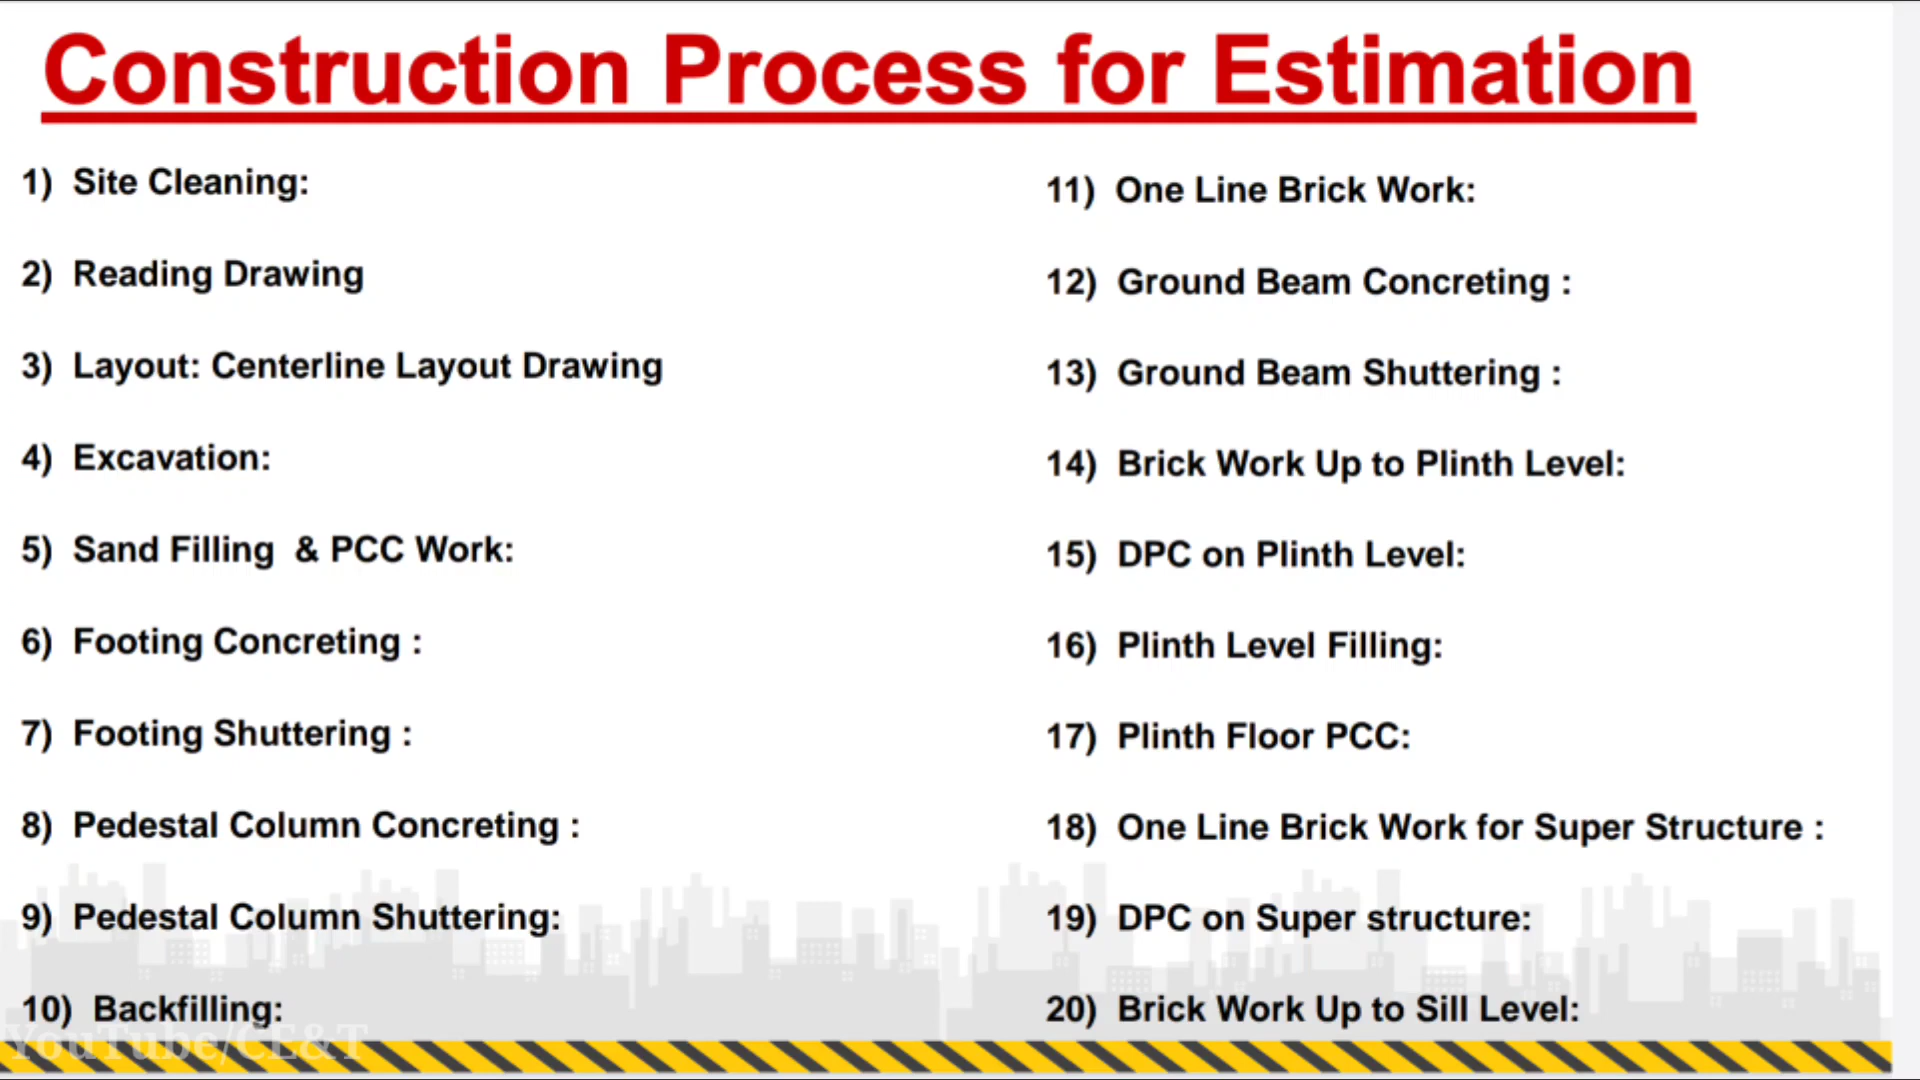 Construction Process for Estimation
1) Site Cleaning:
2) Reading Drawing
3) Layout: Centerline Layout Drawing
4) Excavation:
5) Sand Filling & PCC Work:
6) Footing Concreting :
7) Footing Shuttering :
8) Pedestal Column Concreting :
9) Pedestal Column Shuttering:
10) Backfilling:
11) One Line Brick Work:
12) Ground Beam Concreting :
13) Ground Beam Shuttering :
14) Brick Work Up to Plinth Level:
15) DPC on Plinth Level:
16) Plinth Level Filling:
17) Plinth Floor PCC:
18) One Line Brick Work for Super Structure :
19) DPC on Super structure:
20) Brick Work Up to Sill Level:
YouTube/CE&T